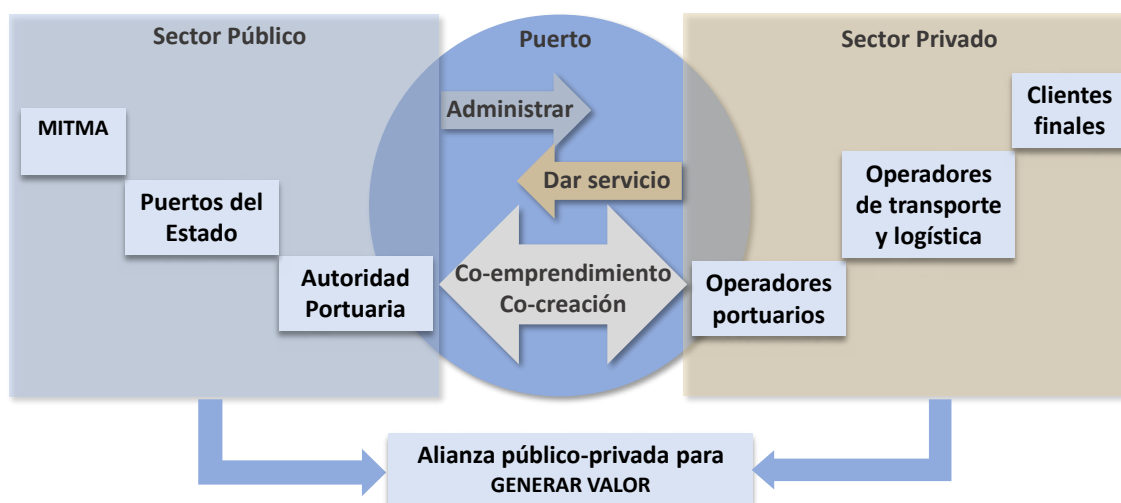 Sector Público
Puerto
Sector Privado
MITMA
Puertos del
Estado
Autoridad
Portuaria
Administrar
Dar servicio
Co-emprendimiento
Co-creación
Clientes
finales
Operadores
de transporte
y logística
Operadores
portuarios
Alianza público-privada para
GENERAR VALOR